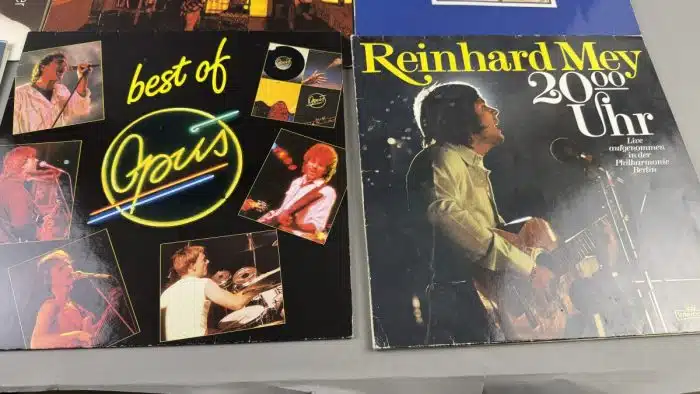 best of
Opus
Reinhard Mey
20⁰⁰
Uhr
Live
aufgenommen
in der
Philharmonie
Berlin